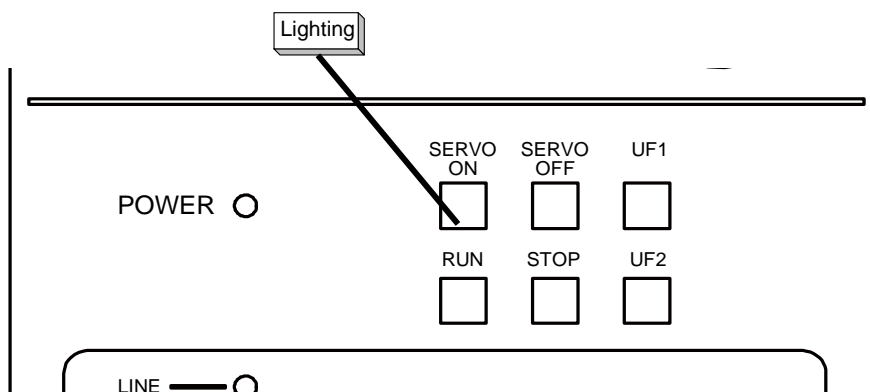 Lighting
SERVO ON
SERVO OFF
UF1
POWER
RUN
STOP
UF2
LINE